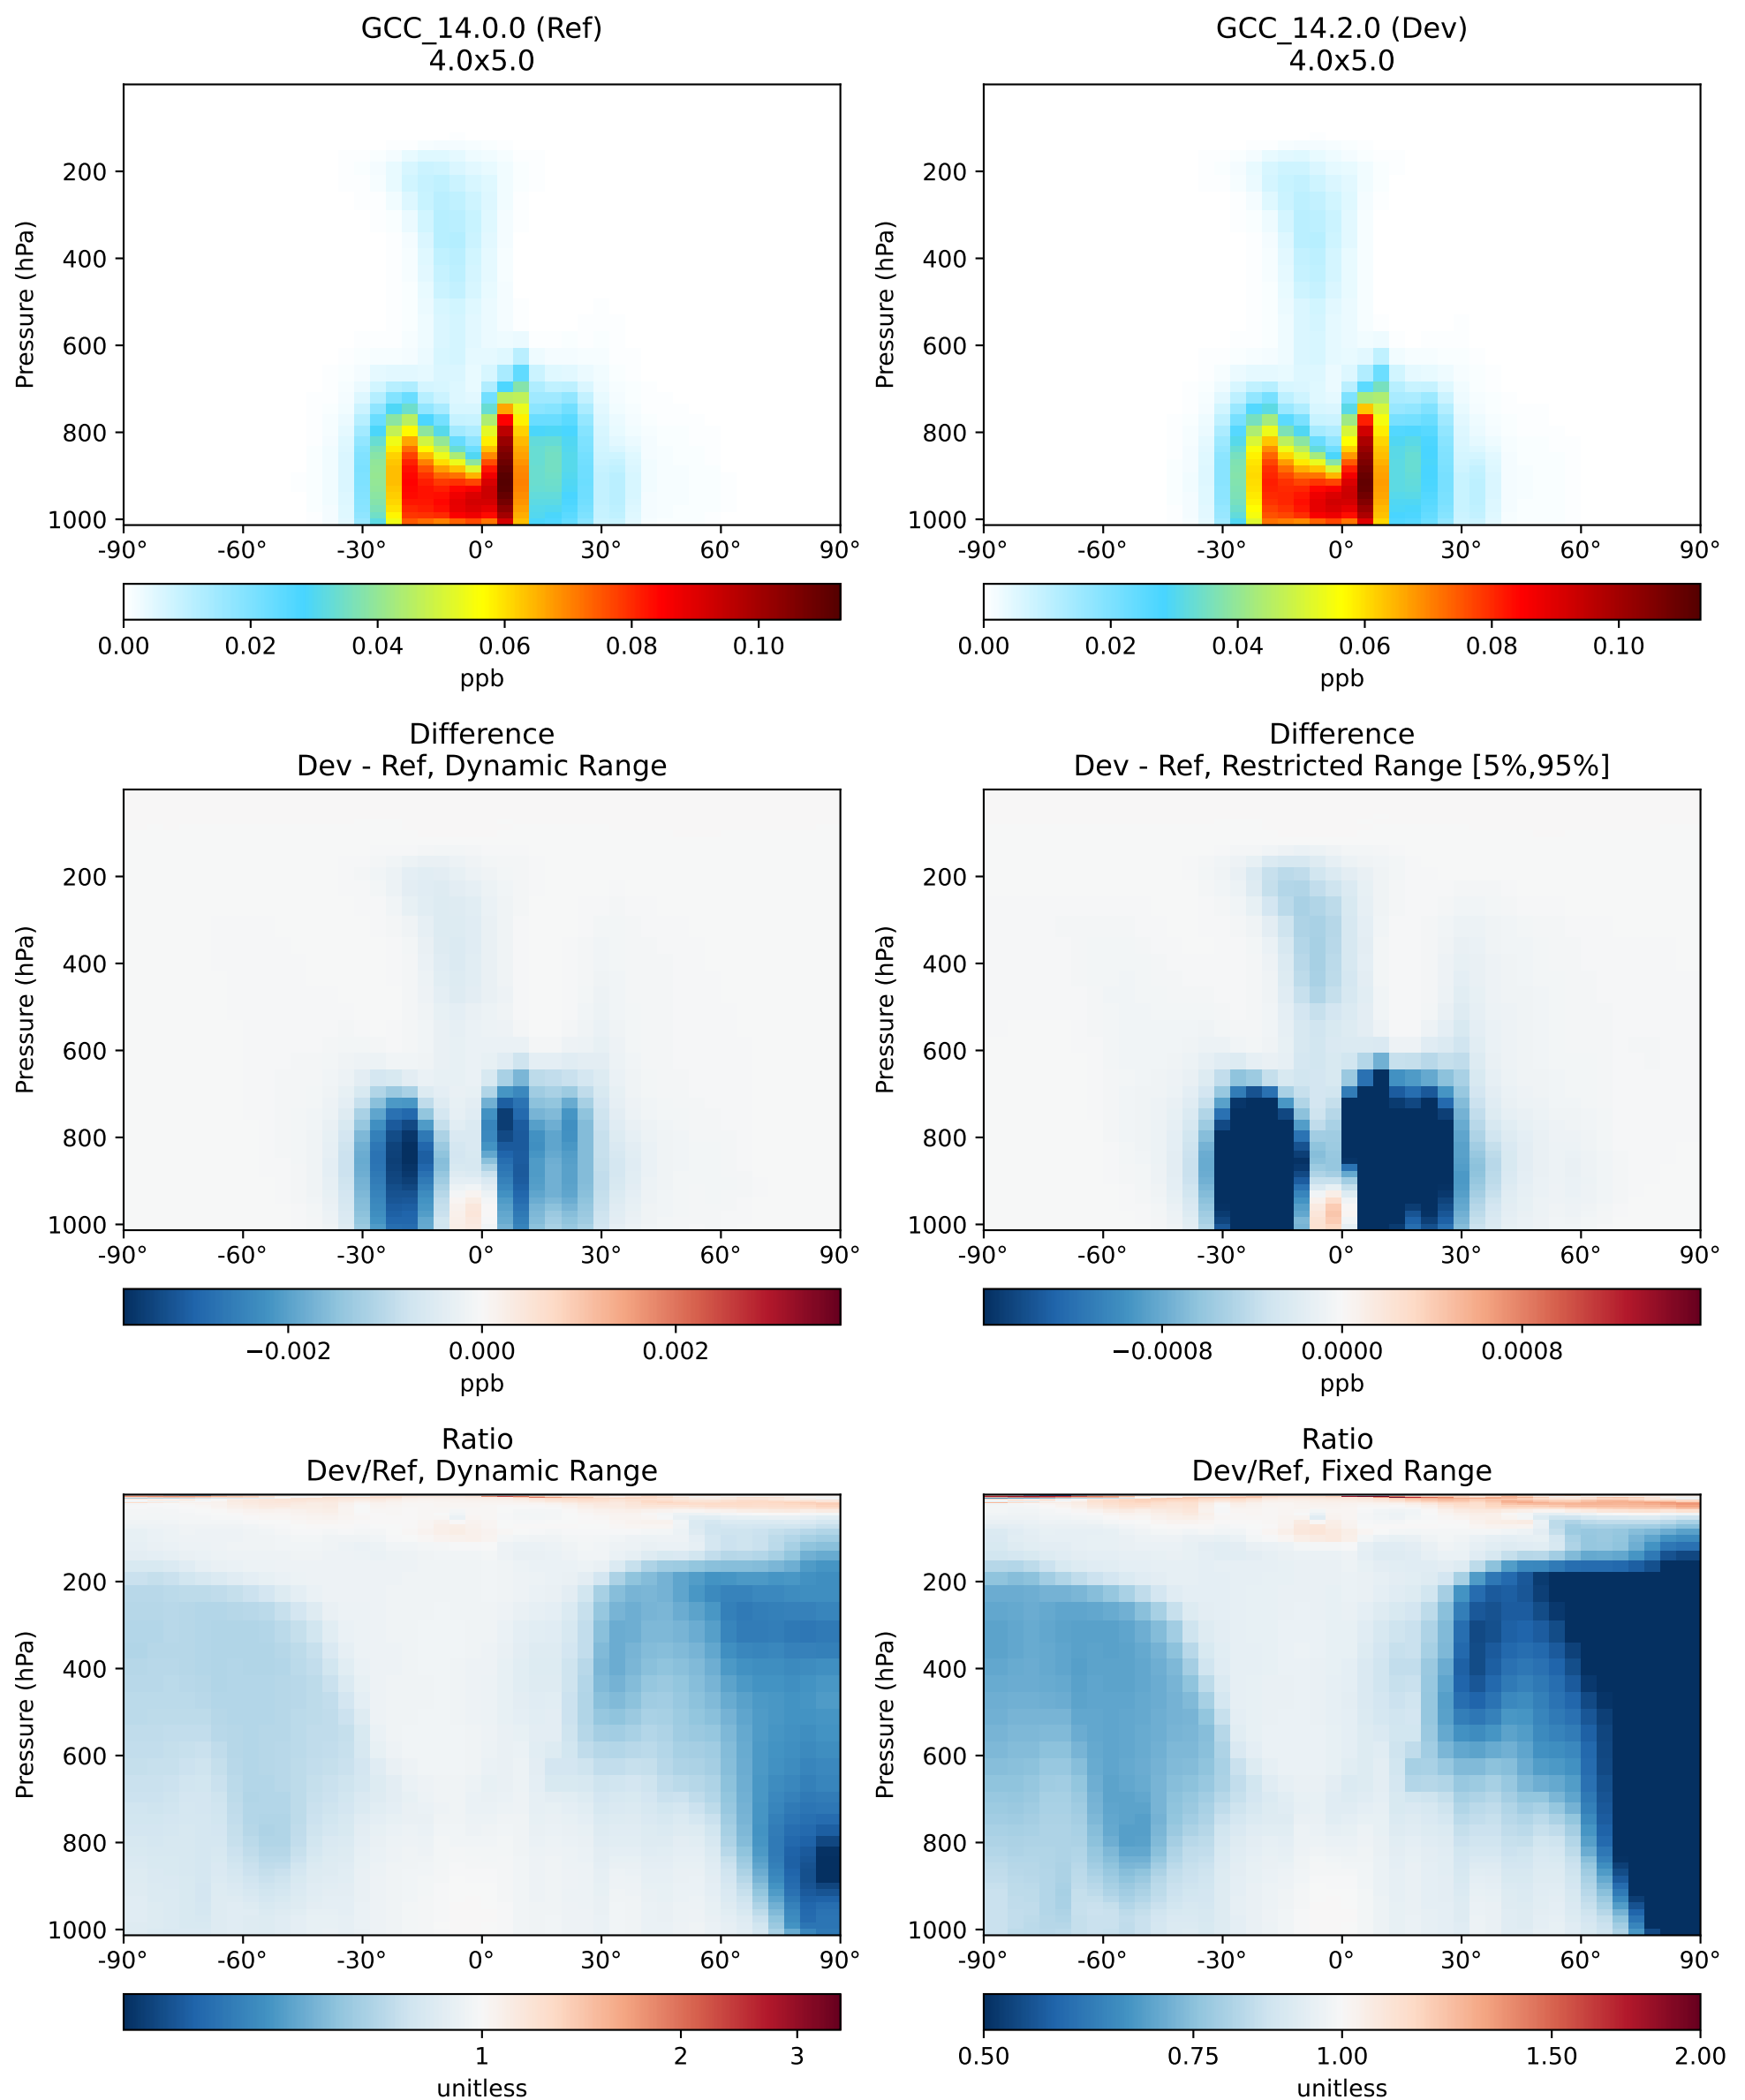 GCC_14.0.0 (Ref)
4.0x5.0
Pressure (hPa)
200
400
600
800
1000
-90° -60° -30° 0° 30° 60° 90°
0.00 0.02 0.04 0.06 0.08 0.10
ppb
GCC_14.2.0 (Dev)
4.0x5.0
Pressure (hPa)
200
400
600
800
1000
-90° -60° -30° 0° 30° 60° 90°
0.00 0.02 0.04 0.06 0.08 0.10
ppb
Difference
Dev - Ref, Dynamic Range
Pressure (hPa)
200
400
600
800
1000
-90° -60° -30° 0° 30° 60° 90°
−0.002 0.000 0.002
ppb
Difference
Dev - Ref, Restricted Range [5%,95%]
Pressure (hPa)
200
400
600
800
1000
-90° -60° -30° 0° 30° 60° 90°
−0.0008 0.0000 0.0008
ppb
Ratio
Dev/Ref, Dynamic Range
Pressure (hPa)
200
400
600
800
1000
-90° -60° -30° 0° 30° 60° 90°
1 2 3
unitless
Ratio
Dev/Ref, Fixed Range
Pressure (hPa)
200
400
600
800
1000
-90° -60° -30° 0° 30° 60° 90°
0.50 0.75 1.00 1.50 2.00
unitless